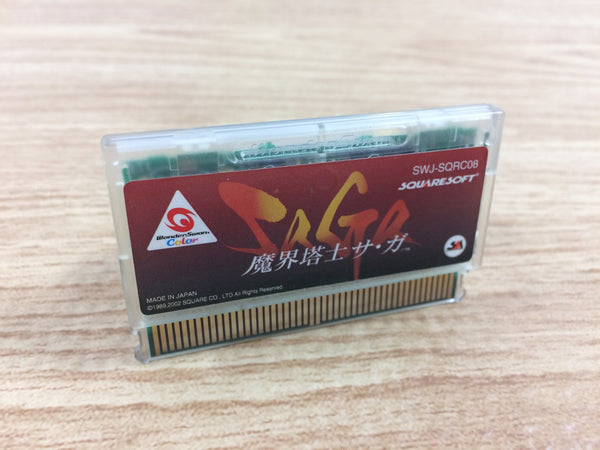 SWJ-SQRC08
SQUARESOFT
WonderSwan
Color
SaGa
魔界塔士サ・ガ
MADE IN JAPAN
©1989,2002 SQUARE CO., LTD All Rights Reserved.